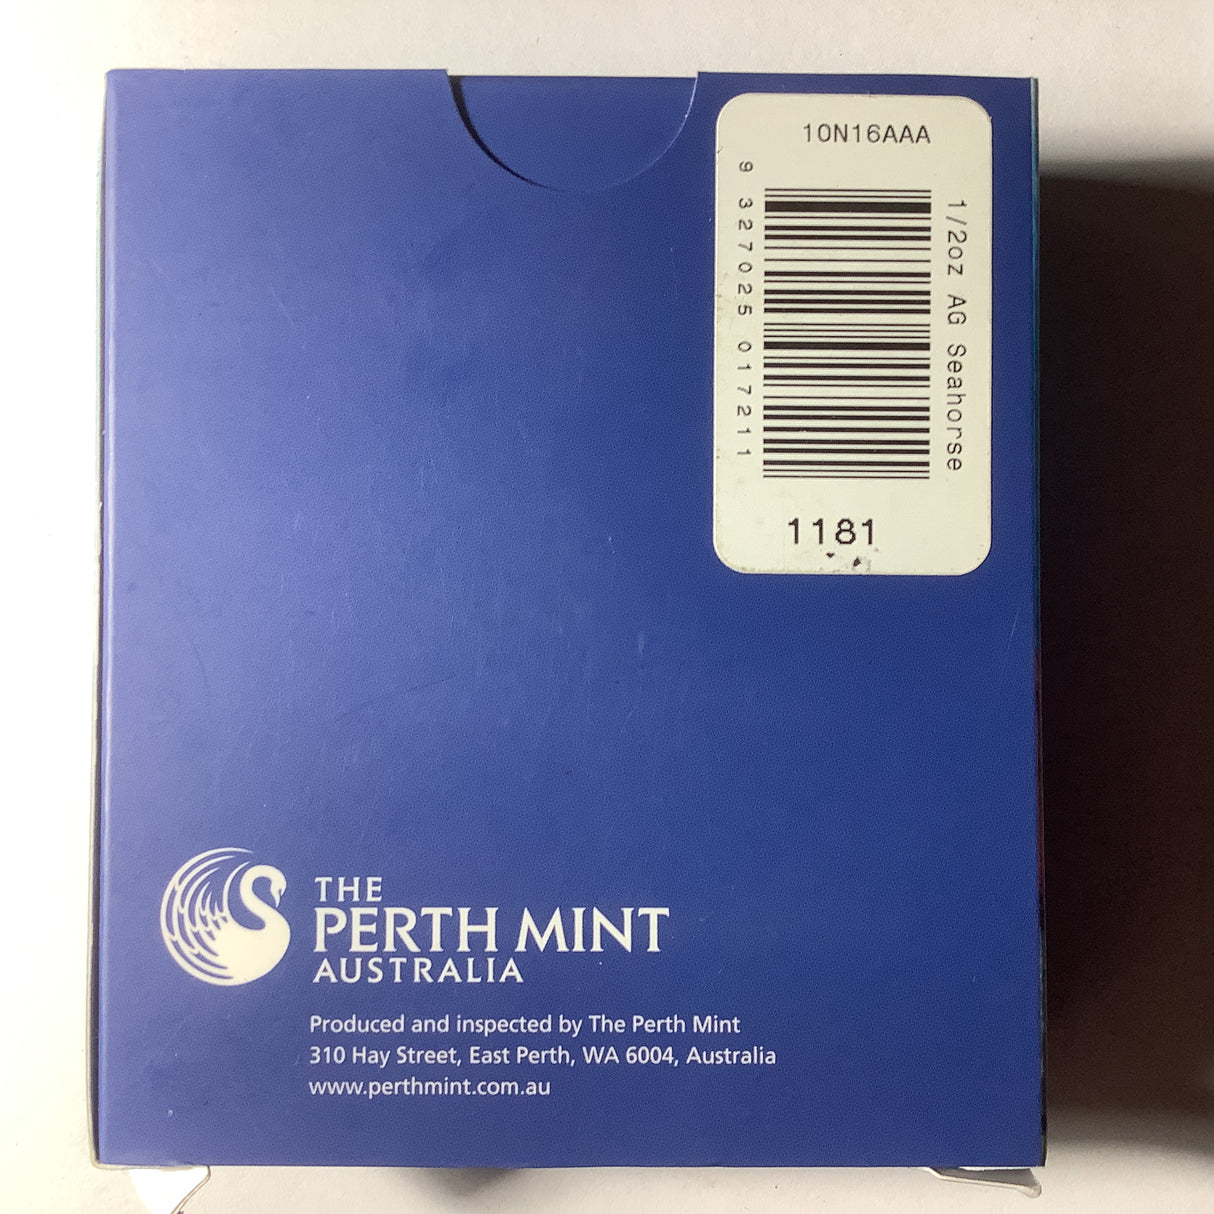 10N16AAA
9 327025 017211
1/2oz AG Seahorse
1181
THE
PERTH MINT
AUSTRALIA
Produced and inspected by The Perth Mint
310 Hay Street, East Perth, WA 6004, Australia
www.perthmint.com.au